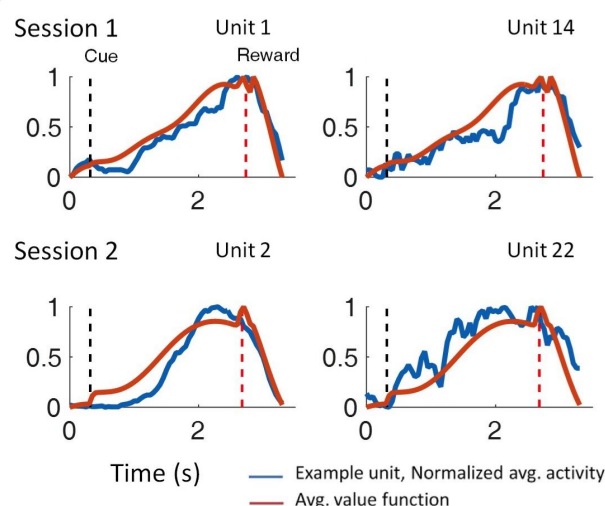 Session 1
Unit 1
Unit 14
Cue
Reward
1
0.5
0
0
2
1
0.5
0
0
2
Session 2
Unit 2
Unit 22
1
0.5
0
0
2
1
0.5
0
0
2
Time (s)
Example unit, Normalized avg. activity
Avg. value function